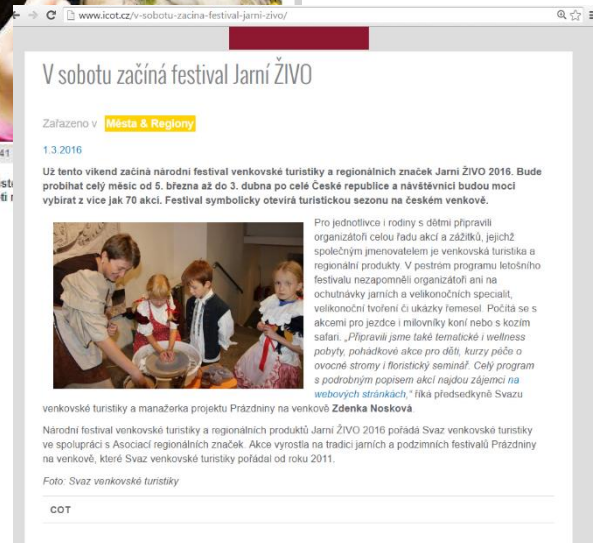 www.icot.cz/v-sobotu-zacina-festival-jarni-zivo/
V sobotu začíná festival Jarní ŽIVO
Zařazeno v Města & Regiony
1.3.2016
41
Už tento víkend začíná národní festival venkovské turistiky a regionálních značek Jarní ŽIVO 2016. Bude
probíhat celý měsíc od 5. března až do 3. dubna po celé České republice a návštěvníci budou moci
vybírat z více jak 70 akcí. Festival symbolicky otevírá turistickou sezonu na českém venkově.
Pro jednotlivce i rodiny s dětmi připravili
organizátoři celou řadu akcí a zážitků, jejichž
společným jmenovatelem je venkovská turistika a
regionální produkty. V pestrém programu letošního
festivalu nezapomněli organizátoři ani na
ochutnávky jarních a velikonočních specialit,
velikonoční tvoření či ukázky řemesel. Počítá se s
akcemi pro jezdce i milovníky koní nebo s kozím
safari. „Připravili jsme také tematické i wellness
pobyty, pohádkové akce pro děti, kurzy péče o
ovocné stromy i floristický seminář. Celý program
s podrobným popisem akcí najdou zájemci na
webových stránkách," říká předsedkyně Svazu
venkovské turistiky a manažerka projektu Prázdniny na venkově Zdenka Nosková
Národní festival venkovské turistiky a regionálních produktů Jarní ŽIVO 2016 pořádá Svaz venkovské turistiky
ve spolupráci s Asociací regionálních značek. Akce vyrostla na tradici jarních a podzimních festivalů Prázdniny
na venkově, které Svaz venkovské turistiky pořádal od roku 2011.
Foto: Svaz venkovské turistiky
COT